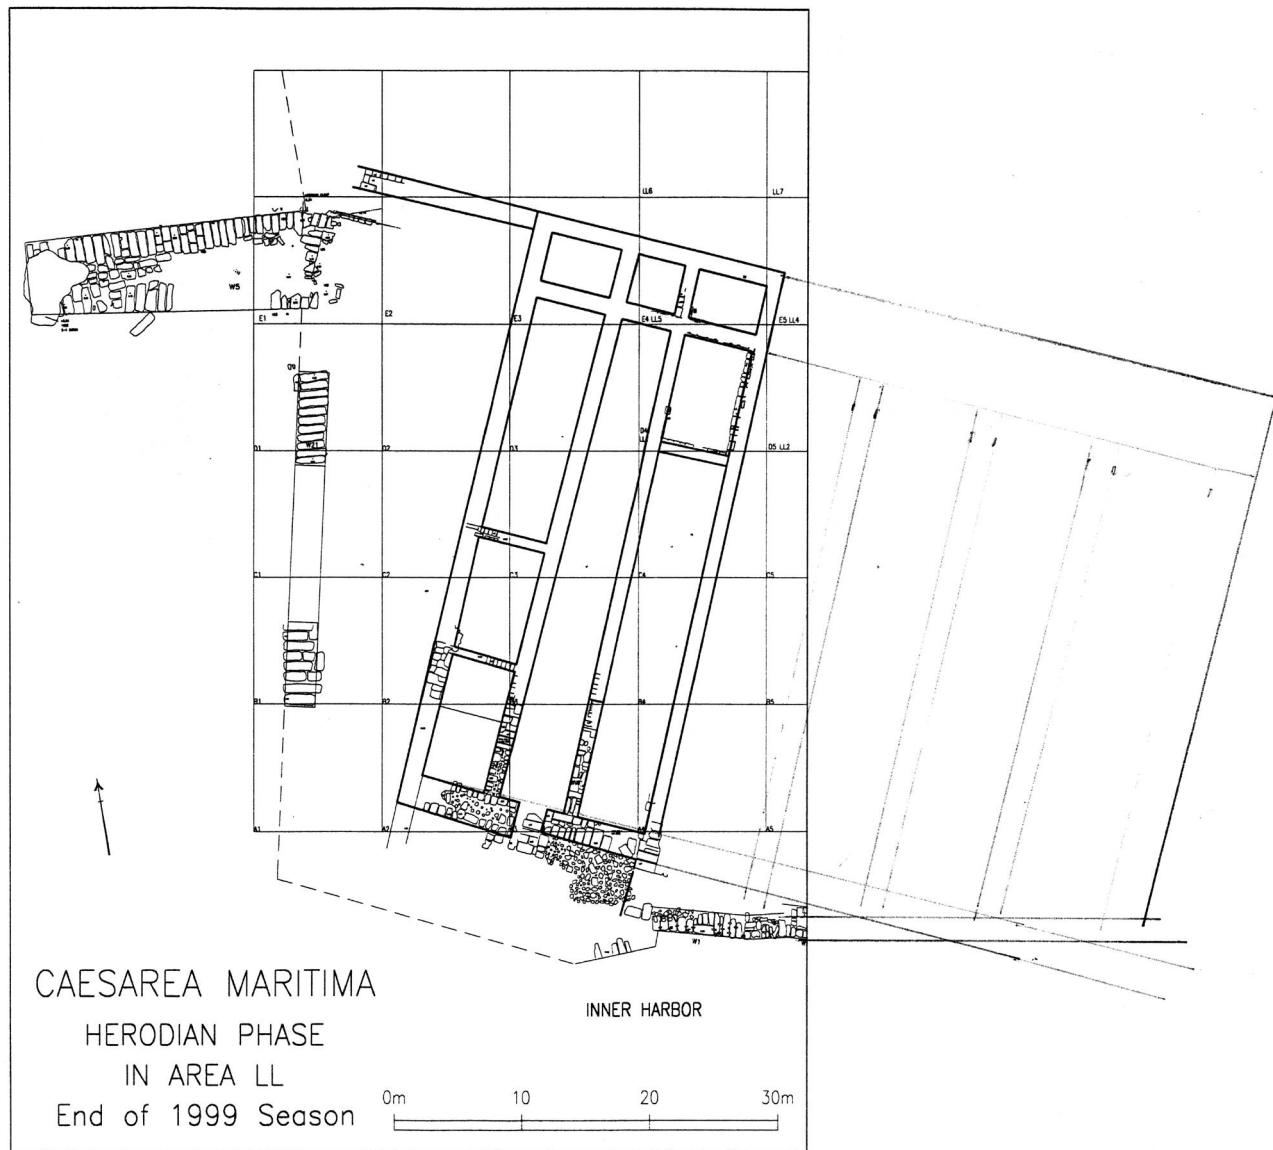 LL6 LL7
W5
E1 E2 E3 E4 LL5 E5 LL4
D1 D2 D3 D4 D5 LL2
C1 C2 C3 C4 C5
B1 B2 B4 B5
A1 A2 A5
W1
CAESAREA MARITIMA
HERODIAN PHASE
IN AREA LL
End of 1999 Season
INNER HARBOR
0m 10 20 30m